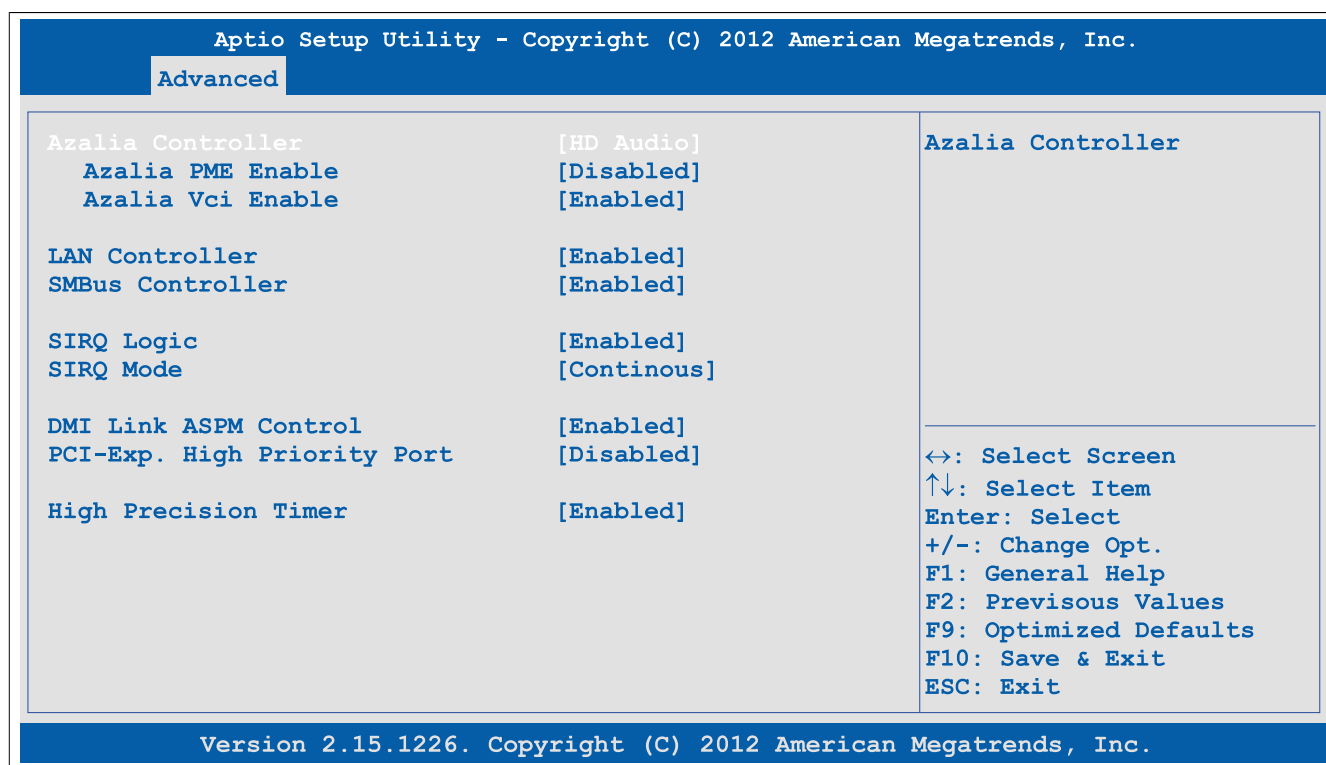 Aptio Setup Utility - Copyright (C) 2012 American Megatrends, Inc.
Advanced
Azalia Controller [HD Audio]
Azalia PME Enable [Disabled]
Azalia Vci Enable [Enabled]
LAN Controller [Enabled]
SMBus Controller [Enabled]
SIRQ Logic [Enabled]
SIRQ Mode [Continous]
DMI Link ASPM Control [Enabled]
PCI-Exp. High Priority Port [Disabled]
High Precision Timer [Enabled]
Azalia Controller
↔: Select Screen
↑↓: Select Item
Enter: Select
+/-: Change Opt.
F1: General Help
F2: Previsous Values
F9: Optimized Defaults
F10: Save & Exit
ESC: Exit
Version 2.15.1226. Copyright (C) 2012 American Megatrends, Inc.